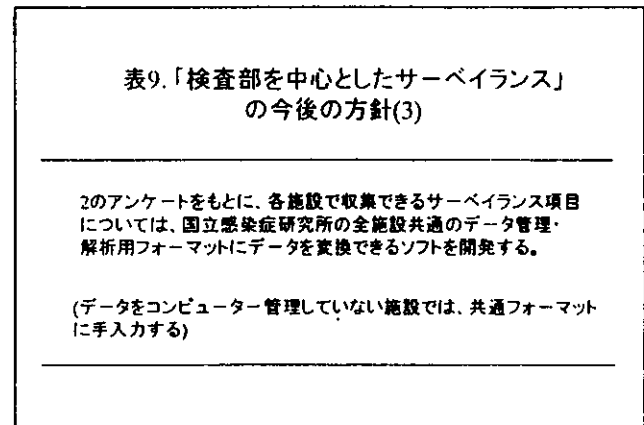 表9.「検査部を中心としたサーベイランス」
の今後の方針(3)
2のアンケートをもとに、各施設で収集できるサーベイランス項目
については、国立感染症研究所の全施設共通のデータ管理・
解析用フォーマットにデータを変換できるソフトを開発する。
(データをコンピューター管理していない施設では、共通フォーマット
に手入力する)